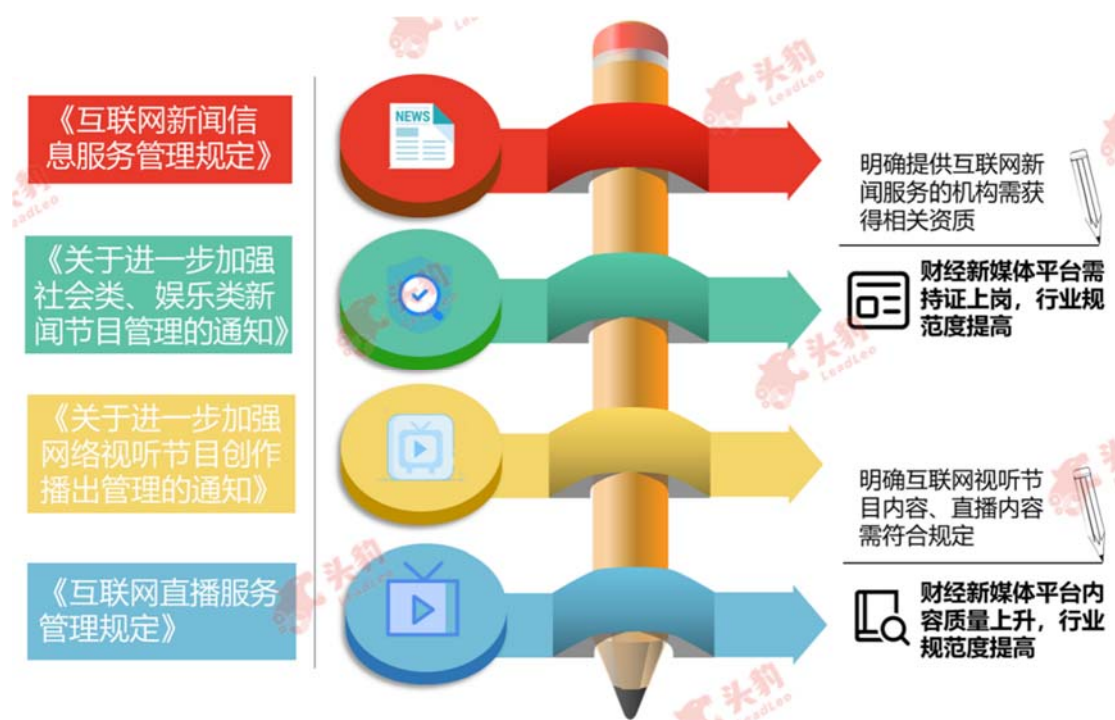 《互联网新闻信
息服务管理规定》
NEWS
明确提供互联网新
闻服务的机构需获
得相关资质
《关于进一步加强
社会类、娱乐类新
闻节目管理的通知》
财经新媒体平台需
持证上岗，行业规
范度提高
《关于进一步加强
网络视听节目创作
播出管理的通知》
明确互联网视听节
目内容、直播内容
需符合规定
《互联网直播服务
管理规定》
财经新媒体平台内
容质量上升，行业
规范度提高
头豹
LeadLeo